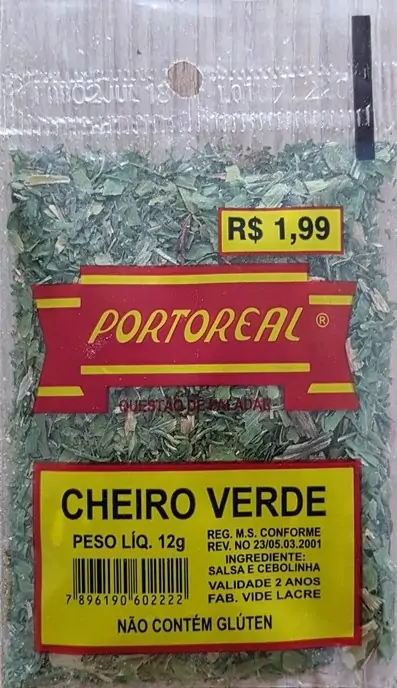 02JUL18
R$ 1,99
PORTOREAL ®
QUESTÃO DE PALADAR
CHEIRO VERDE
PESO LÍQ. 12g
REG. M.S. CONFORME
REV. NO 23/05.03.2001
INGREDIENTE:
SALSA E CEBOLINHA
VALIDADE 2 ANOS
FAB. VIDE LACRE
7 896190 602222
NÃO CONTÉM GLÚTEN